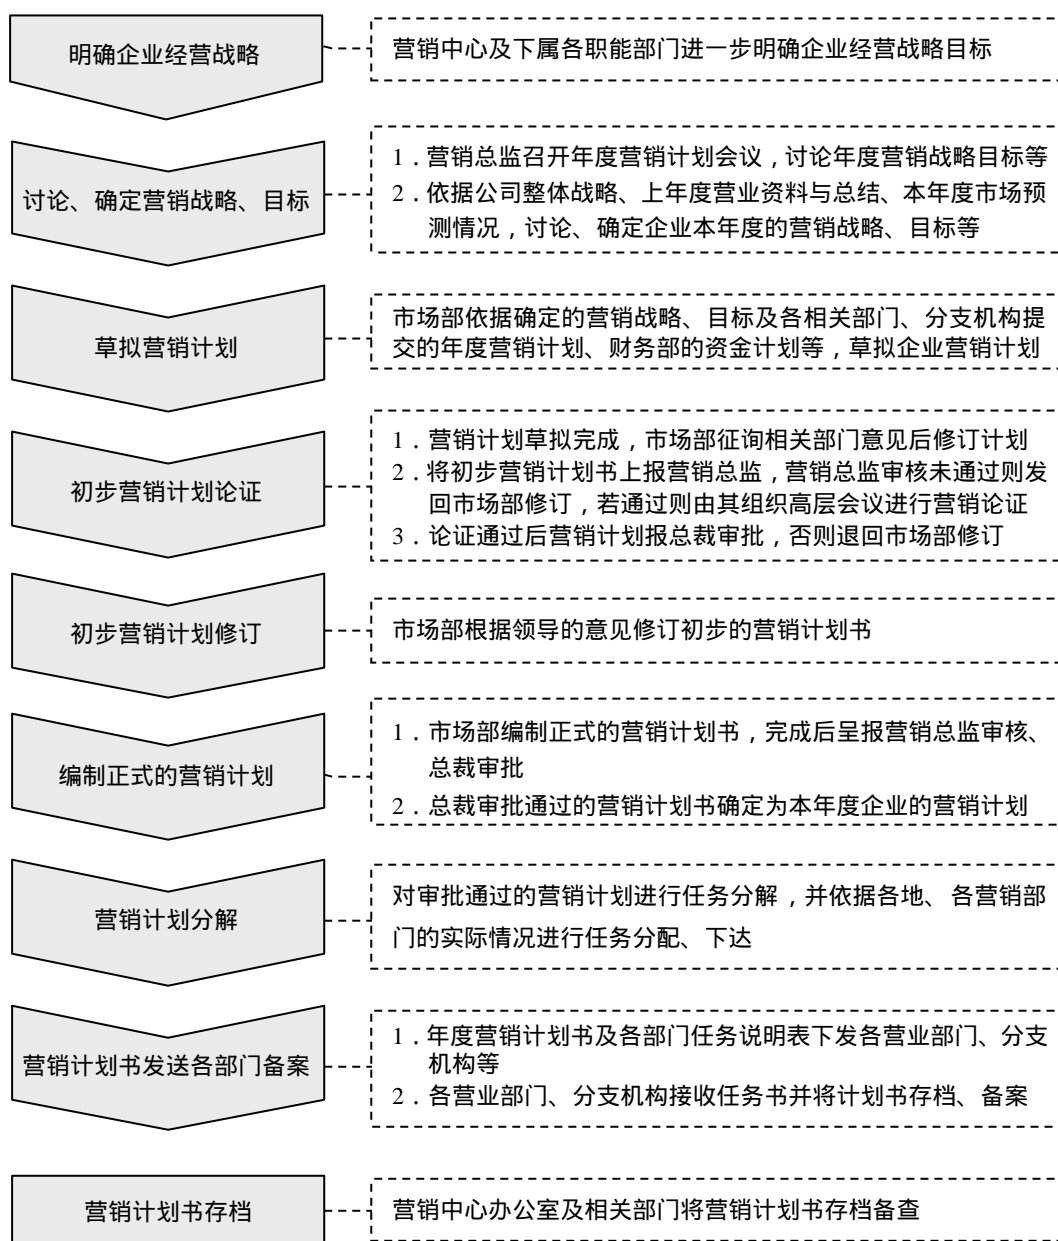 明确企业经营战略
营销中心及下属各职能部门进一步明确企业经营战略目标
讨论、确定营销战略、目标
1．营销总监召开年度营销计划会议，讨论年度营销战略目标等
2．依据公司整体战略、上年度营业资料与总结、本年度市场预
测情况，讨论、确定企业本年度的营销战略、目标等
草拟营销计划
市场部依据确定的营销战略、目标及各相关部门、分支机构提
交的年度营销计划、财务部的资金计划等，草拟企业营销计划
初步营销计划论证
1．营销计划草拟完成，市场部征询相关部门意见后修订计划
2．将初步营销计划书上报营销总监，营销总监审核未通过则发
回市场部修订，若通过则由其组织高层会议进行营销论证
3．论证通过后营销计划报总裁审批，否则退回市场部修订
初步营销计划修订
市场部根据领导的意见修订初步的营销计划书
编制正式的营销计划
1．市场部编制正式的营销计划书，完成后呈报营销总监审核、
总裁审批
2．总裁审批通过的营销计划书确定为本年度企业的营销计划
营销计划分解
对审批通过的营销计划进行任务分解，并依据各地、各营销部
门的实际情况进行任务分配、下达
营销计划书发送各部门备案
1．年度营销计划书及各部门任务说明表下发各营业部门、分支
机构等
2．各营业部门、分支机构接收任务书并将计划书存档、备案
营销计划书存档
营销中心办公室及相关部门将营销计划书存档备查